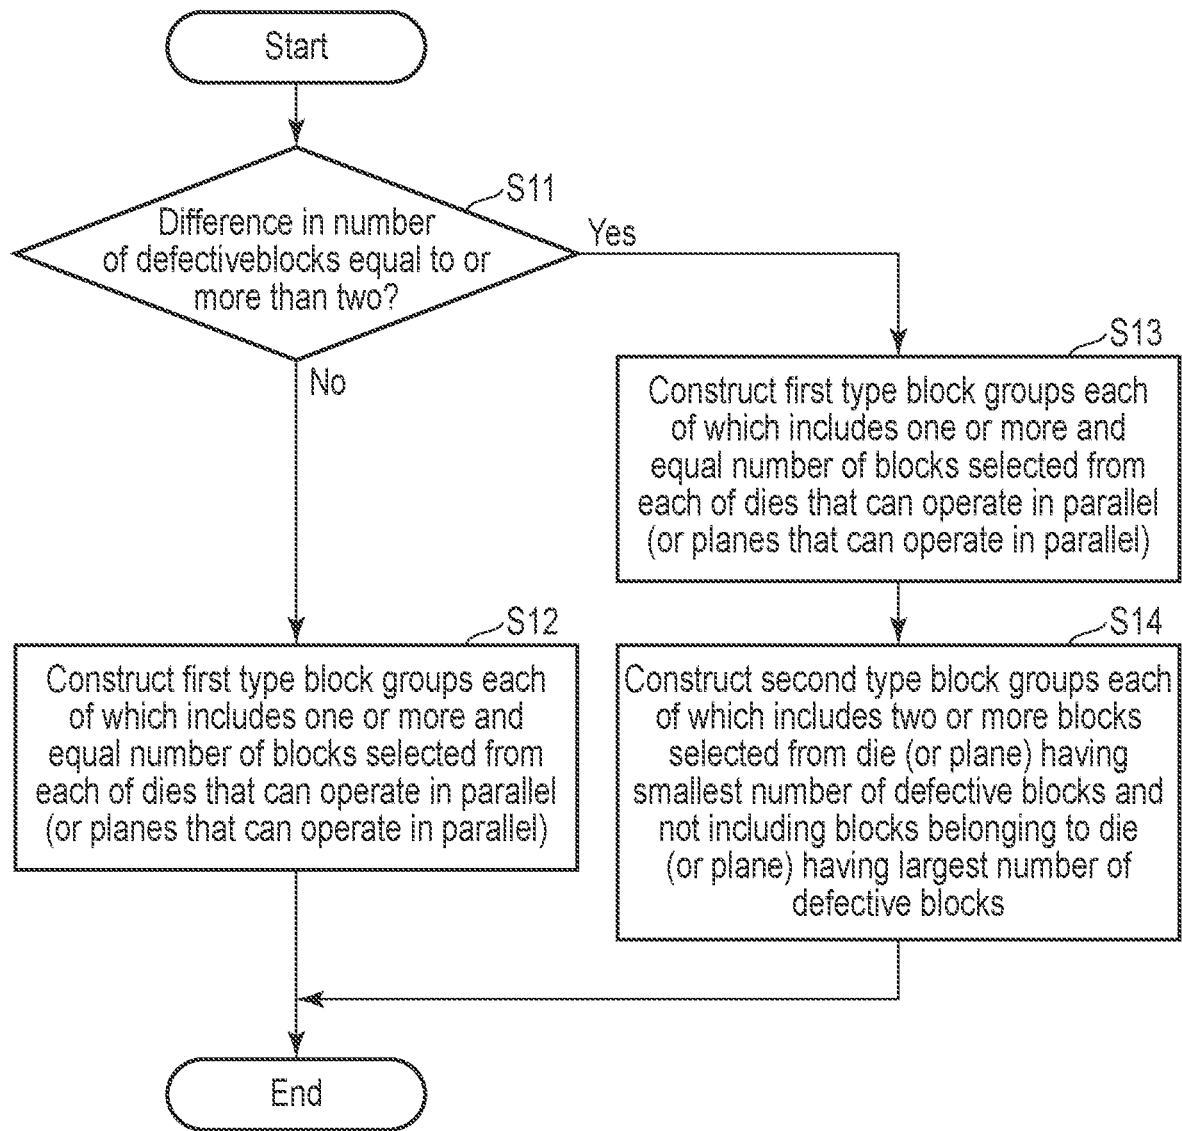 Start
S11
Difference in number
of defectiveblocks equal to or
more than two?
Yes
No
S13
Construct first type block groups each
of which includes one or more and
equal number of blocks selected from
each of dies that can operate in parallel
(or planes that can operate in parallel)
S12
Construct first type block groups each
of which includes one or more and
equal number of blocks selected from
each of dies that can operate in parallel
(or planes that can operate in parallel)
S14
Construct second type block groups each
of which includes two or more blocks
selected from die (or plane) having
smallest number of defective blocks and
not including blocks belonging to die
(or plane) having largest number of
defective blocks
End